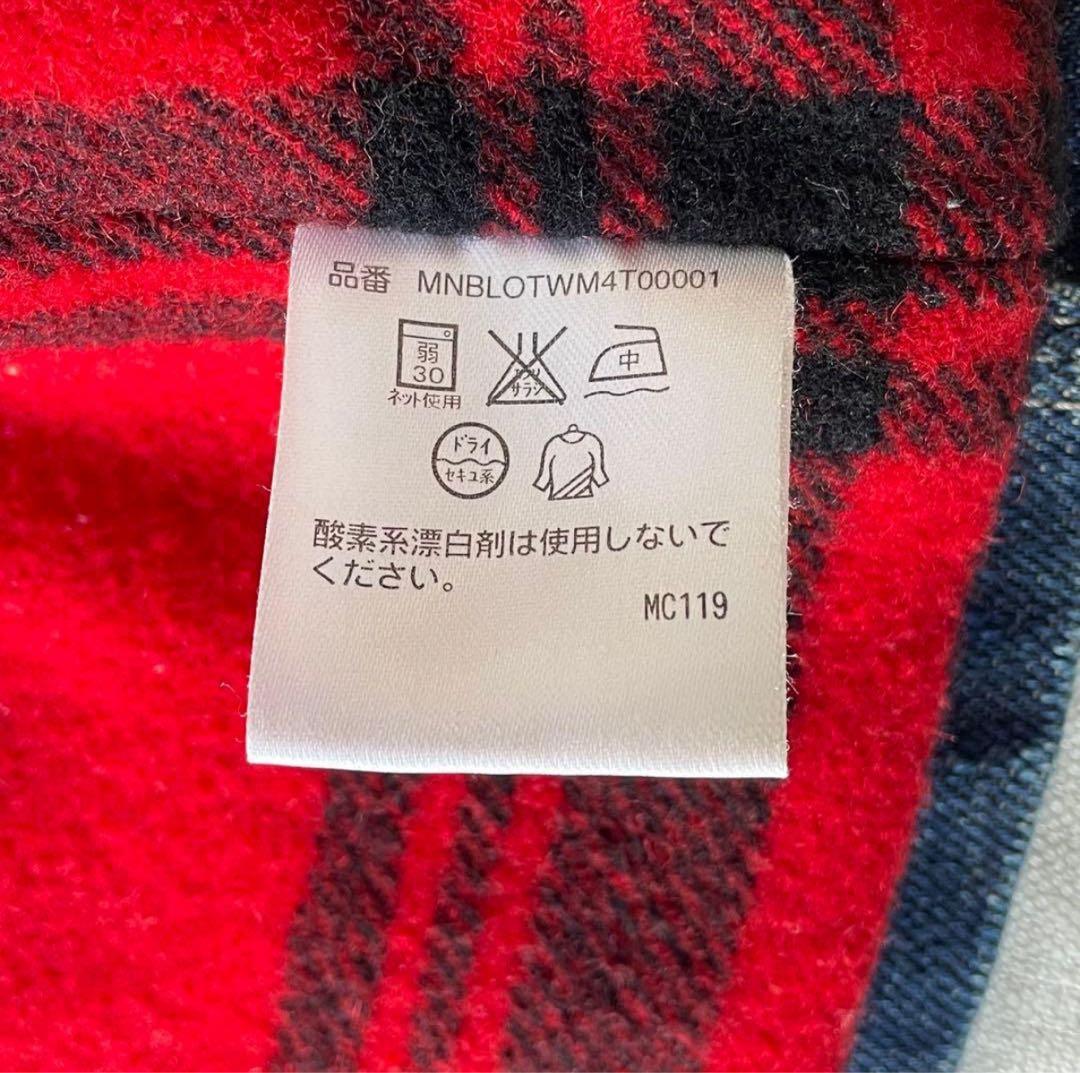 品番 MNBLOTWM4T00001
弱
30
ネット使用
エンソ
サラシ
中
ドライ
セキユ系
酸素系漂白剤は使用しないで
ください。
MC119